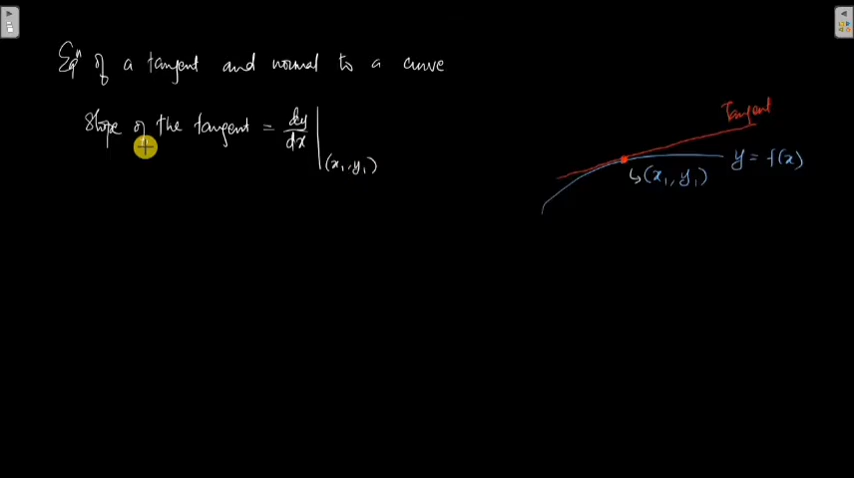 Eqⁿ of a tangent and normal to a curve
Slope of the tangent = dy/dx |(x₁, y₁)
Tangent
y = f(x)
(x₁, y₁)